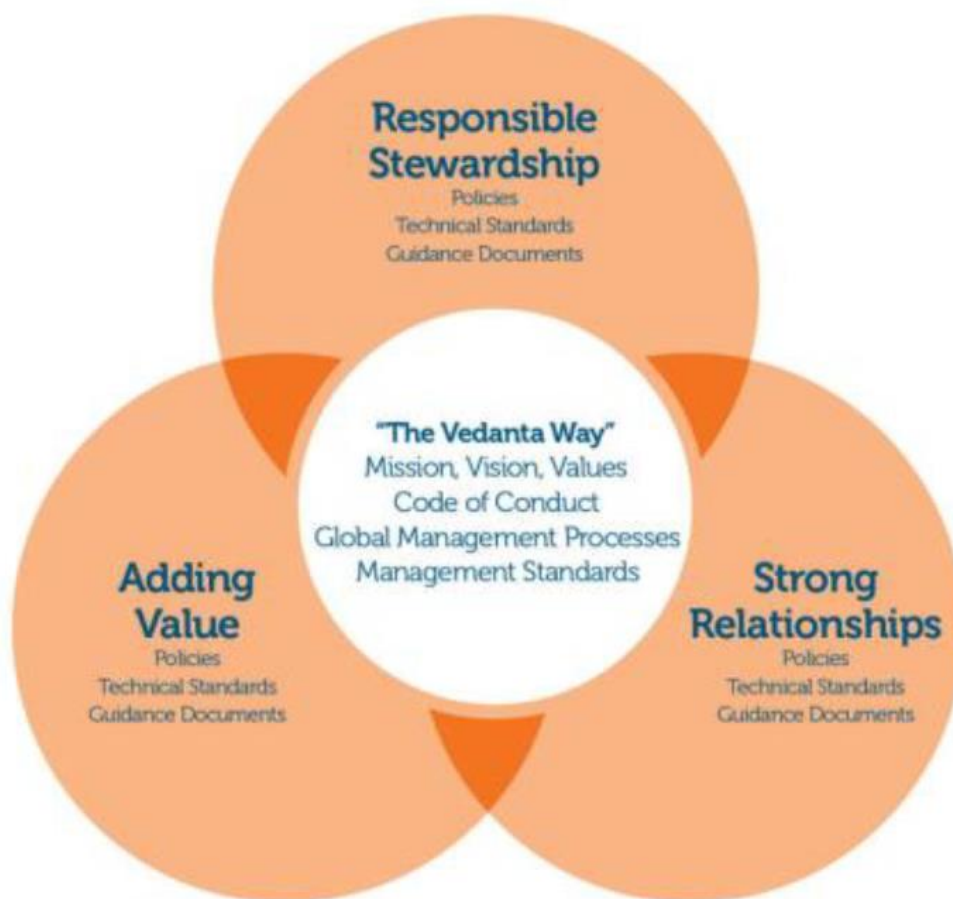 Responsible
Stewardship
Policies
Technical Standards
Guidance Documents
"The Vedanta Way"
Mission, Vision, Values
Code of Conduct
Global Management Processes
Management Standards
Adding
Value
Policies
Technical Standards
Guidance Documents
Strong
Relationships
Policies
Technical Standards
Guidance Documents